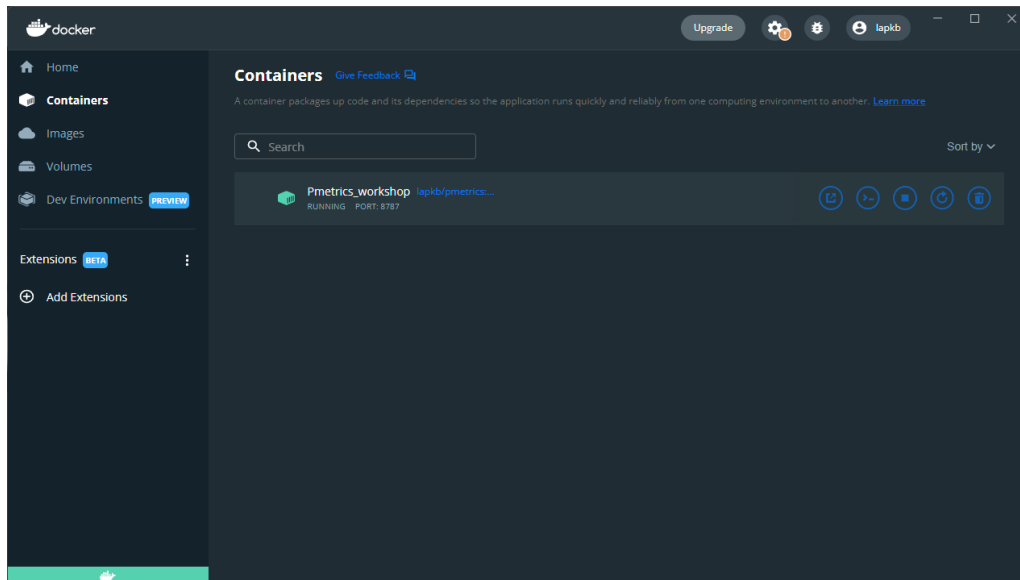 docker
Upgrade
lapkb
Home
Containers
Images
Volumes
Dev Environments PREVIEW
Extensions BETA
Add Extensions
Containers Give Feedback
A container packages up code and its dependencies so the application runs quickly and reliably from one computing environment to another. Learn more
Search
Sort by
Pmetrics_workshop lapkb/pmetrics:...
RUNNING PORT: 8787